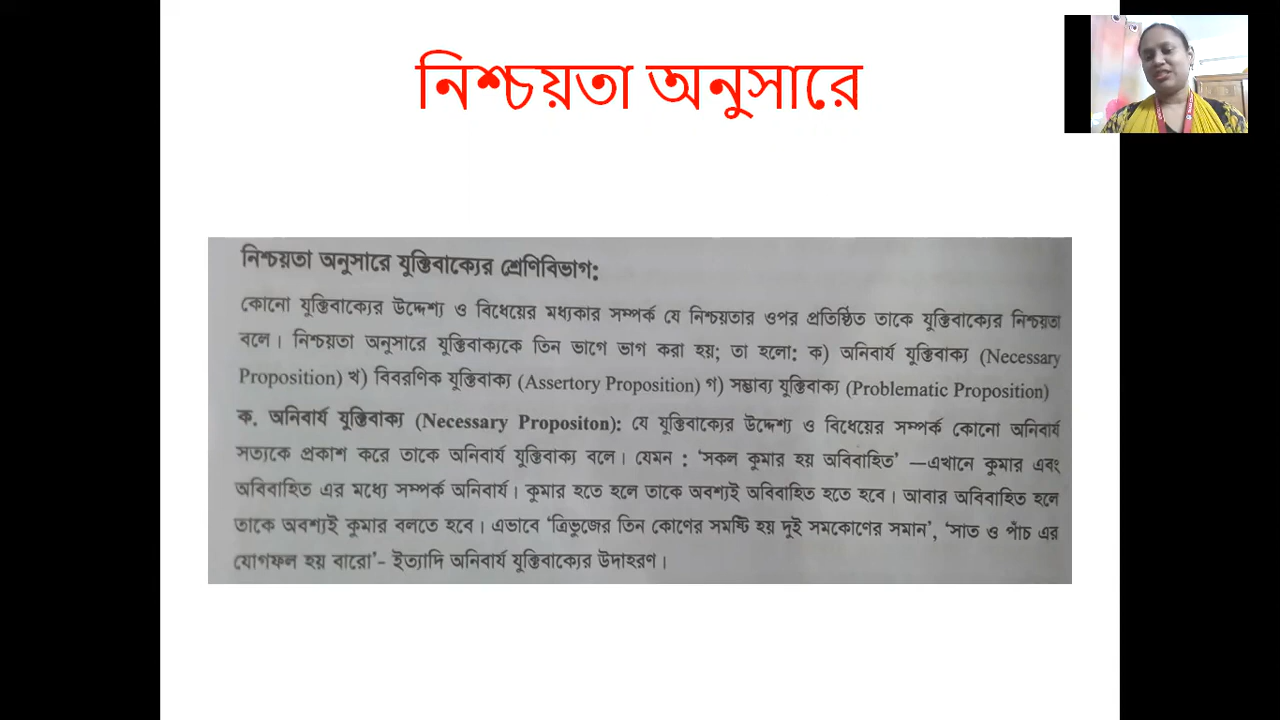 নিশ্চয়তা অনুসারে
নিশ্চয়তা অনুসারে যুক্তিবাক্যের শ্রেণিবিভাগ:
কোনো যুক্তিবাক্যের উদ্দেশ্য ও বিধেয়ের মধ্যকার সম্পর্ক যে নিশ্চয়তার ওপর প্রতিষ্ঠিত তাকে যুক্তিবাক্যের নিশ্চয়তা
বলে। নিশ্চয়তা অনুসারে যুক্তিবাক্যকে তিন ভাগে ভাগ করা হয়; তা হলো: ক) অনিবার্য যুক্তিবাক্য (Necessary
Proposition) খ) বিবরণিক যুক্তিবাক্য (Assertory Proposition) গ) সম্ভাব্য যুক্তিবাক্য (Problematic Proposition)
ক. অনিবার্য যুক্তিবাক্য (Necessary Propositon): যে যুক্তিবাক্যের উদ্দেশ্য ও বিধেয়ের সম্পর্ক কোনো অনিবার্য
সত্যকে প্রকাশ করে তাকে অনিবার্য যুক্তিবাক্য বলে। যেমন : ‘সকল কুমার হয় অবিবাহিত’ —এখানে কুমার এবং
অবিবাহিত এর মধ্যে সম্পর্ক অনিবার্য। কুমার হতে হলে তাকে অবশ্যই অবিবাহিত হতে হবে। আবার অবিবাহিত হলে
তাকে অবশ্যই কুমার বলতে হবে। এভাবে ‘ত্রিভুজের তিন কোণের সমষ্টি হয় দুই সমকোণের সমান’, ‘সাত ও পাঁচ এর
যোগফল হয় বারো’- ইত্যাদি অনিবার্য যুক্তিবাক্যের উদাহরণ।